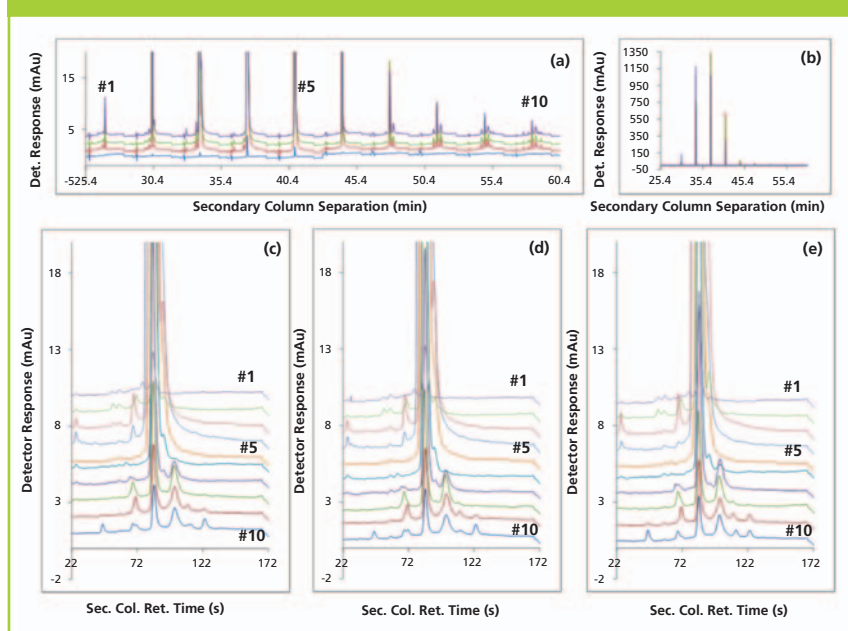 (a)
Det. Response (mAu)
15
5
#1
#5
#10
-525.4 30.4 35.4 40.4 45.4 50.4 55.4 60.4
Secondary Column Separation (min)
(b)
Det. Response (mAu)
1350
1150
950
750
550
350
150
-50
25.4 35.4 45.4 55.4
Secondary Column Separation (min)
(c)
Detector Response (mAu)
18
13
8
3
-2
#1
#5
#10
22 72 122 172
Sec. Col. Ret. Time (s)
(d)
Detector Response (mAu)
18
13
8
3
-2
#1
#5
#10
22 72 122 172
Sec. Col. Ret. Time (s)
(e)
Detector Response (mAu)
18
13
8
3
-2
#1
#5
#10
22 72 122 172
Sec. Col. Ret. Time (s)